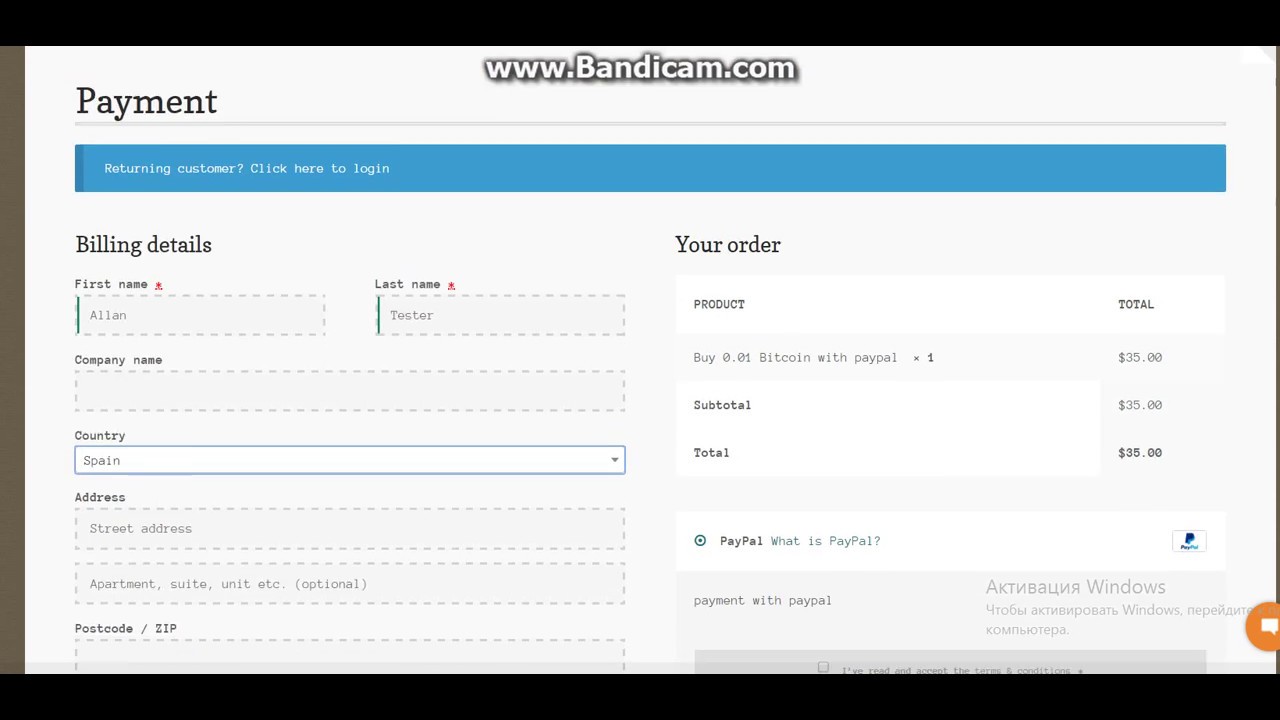 www.Bandicam.com
Payment
Returning customer? Click here to login
Billing details
First name *
Last name *
Allan
Tester
Company name
Country
Spain
Address
Street address
Apartment, suite, unit etc. (optional)
Postcode / ZIP
Your order
PRODUCT TOTAL
Buy 0.01 Bitcoin with paypal × 1 $35.00
Subtotal $35.00
Total $35.00
PayPal What is PayPal?
PayPal
payment with paypal
Активация Windows
Чтобы активировать Windows, перейдите
компьютера.
I've read and accept the terms & conditions *